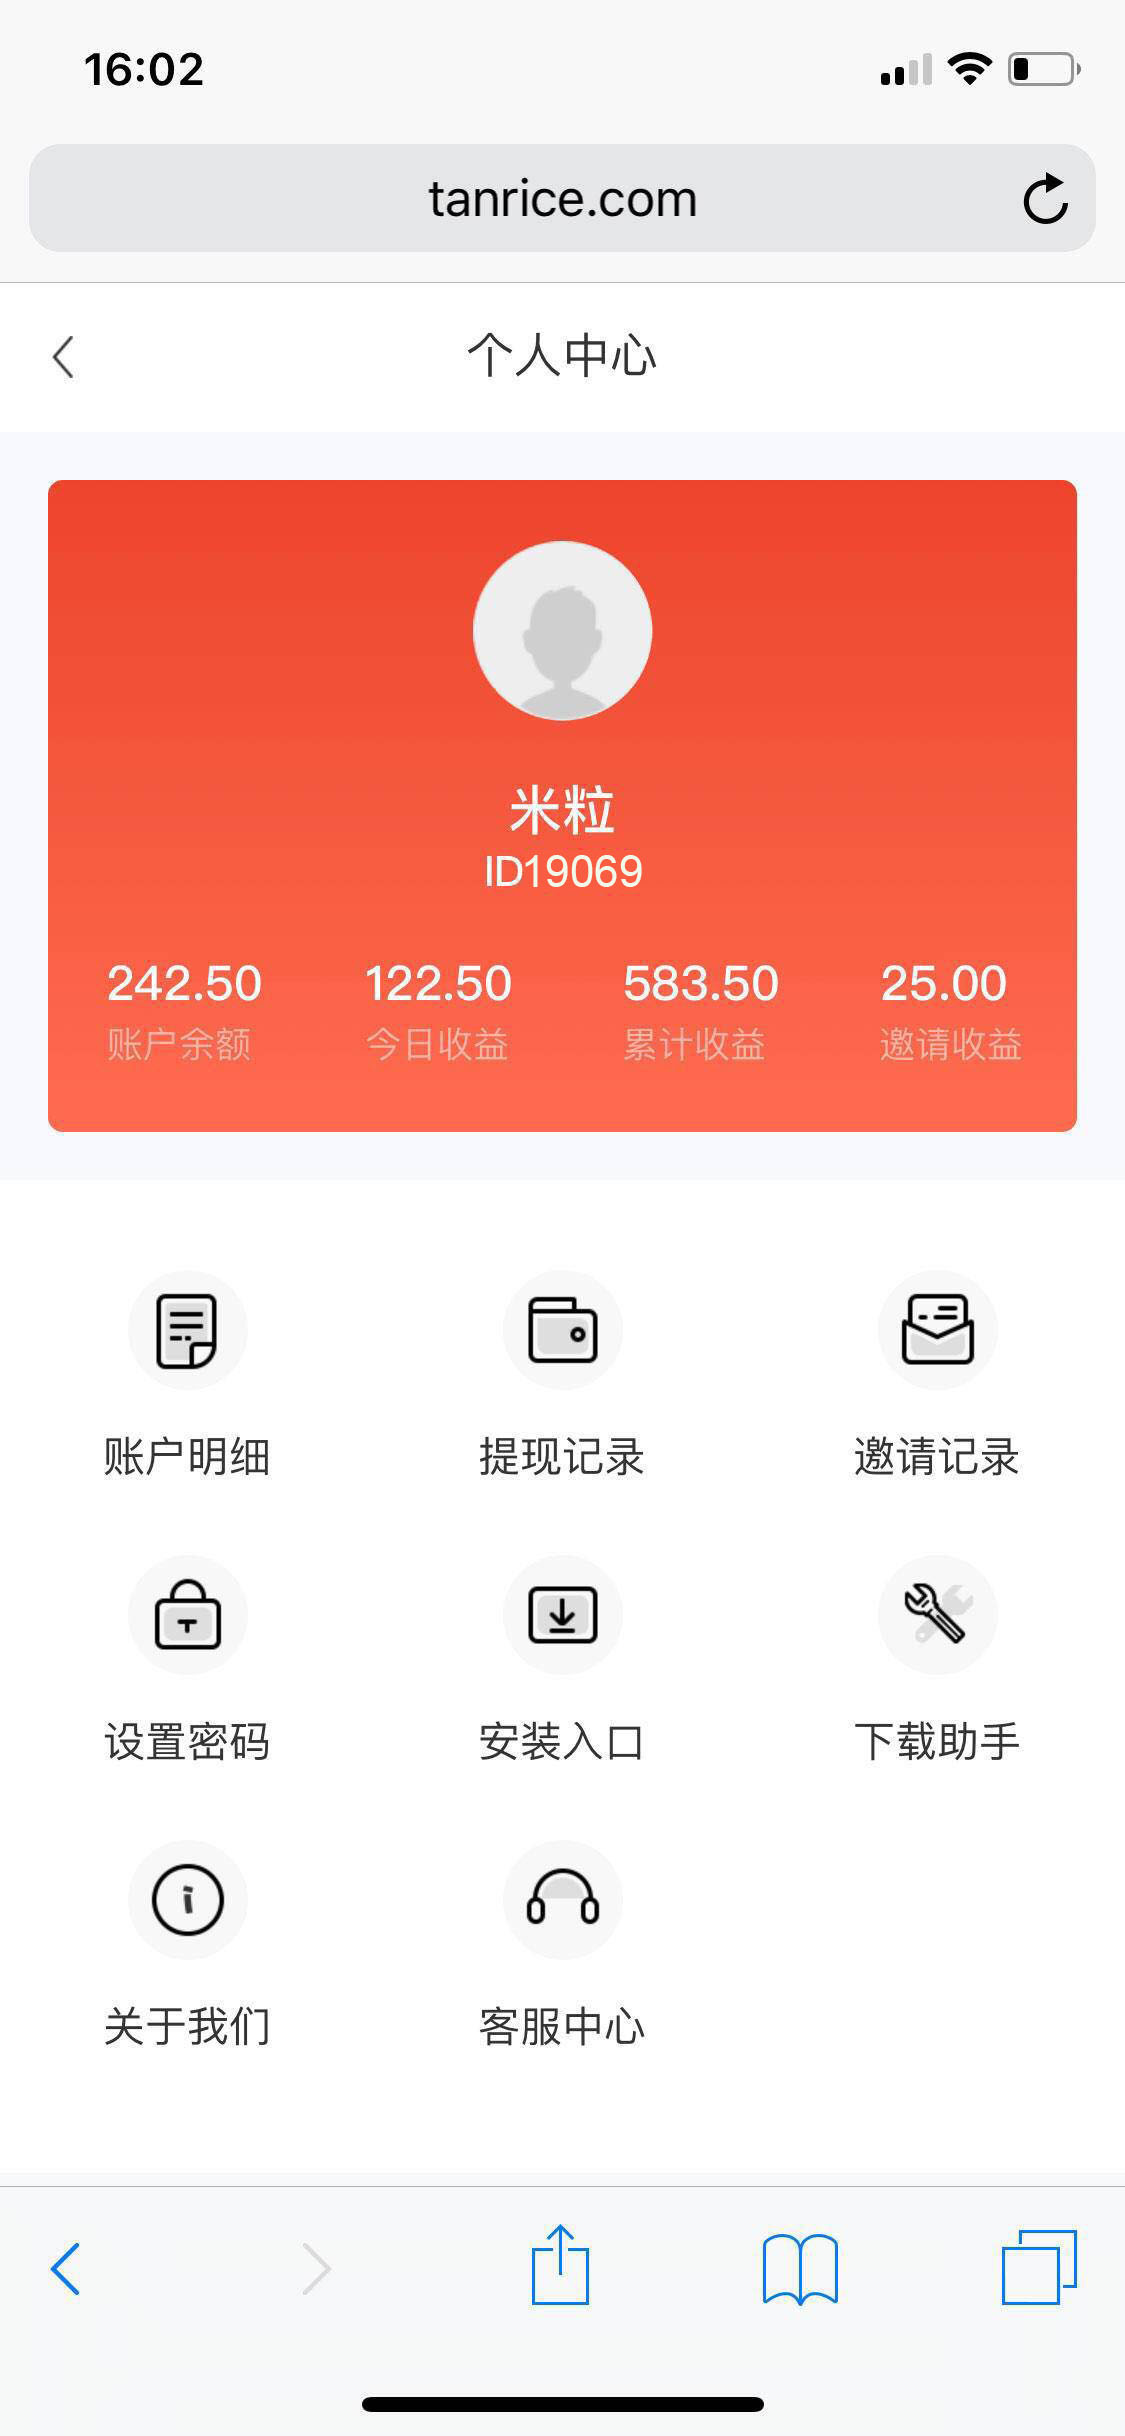 16:02
tanrice.com
个人中心
米粒
ID19069
242.50 122.50 583.50 25.00
账户余额 今日收益 累计收益 邀请收益
账户明细 提现记录 邀请记录
设置密码 安装入口 下载助手
关于我们 客服中心